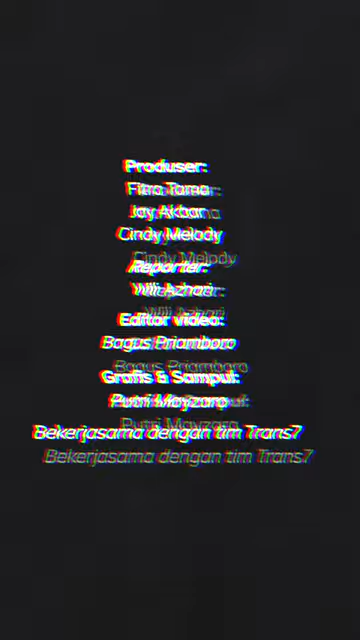 Produser:
Fitra Tama
Jay Akbar
Cindy Melody
Reporter:
Wili Azhari
Editor Video:
Bagus Priamboro
Grafis & Sampul:
Putri Mayzara
Bekerjasama dengan tim Trans7